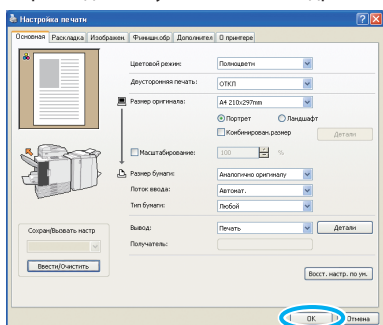 Настройка печати
Основная Раскладка Изображен. Финиш.обр Дополнител О принтере
Цветовой режим: Полноцветн
Двусторонняя печать: ОТКЛ
Размер оригинала: A4 210x297mm
Портрет Ландшафт
Комбинирован.размер Детали
Масштабирование: 100 %
Размер бумаги: Аналогично оригиналу
Поток ввода: Автомат.
Тип бумаги: Любой
Сохран/Вызвать настр
Вывод: Печать Детали
Получатель:
Ввести/Очистить
Восст. настр. по ум.
OK Отмена